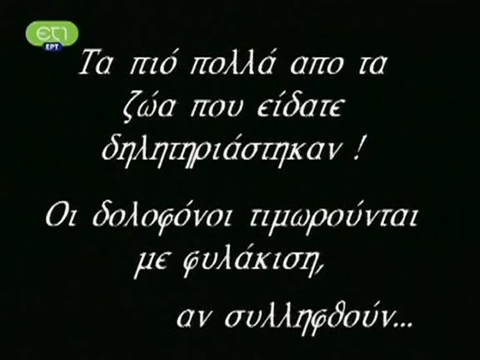 ετ1
ΕΡΤ
Τα πιό πολλά απο τα
ζώα που είδατε
δηλητηριάστηκαν !
Οι δολοφόνοι τιμωρούνται
με φυλάκιση,
αν συλληφθούν...